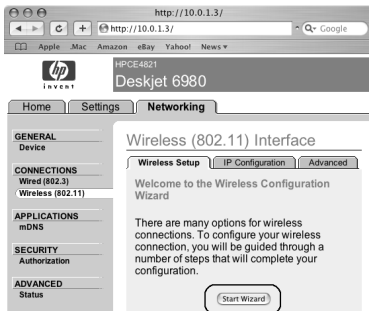 http://10.0.1.3/
http://10.0.1.3/
Google
Apple .Mac Amazon eBay Yahoo! News
hp
invent
HPCE4821
Deskjet 6980
Home Settings Networking
GENERAL
Device
CONNECTIONS
Wired (802.3)
Wireless (802.11)
APPLICATIONS
mDNS
SECURITY
Authorization
ADVANCED
Status
Wireless (802.11) Interface
Wireless Setup IP Configuration Advanced
Welcome to the Wireless Configuration
Wizard
There are many options for wireless
connections. To configure your wireless
connection, you will be guided through a
number of steps that will complete your
configuration.
Start Wizard